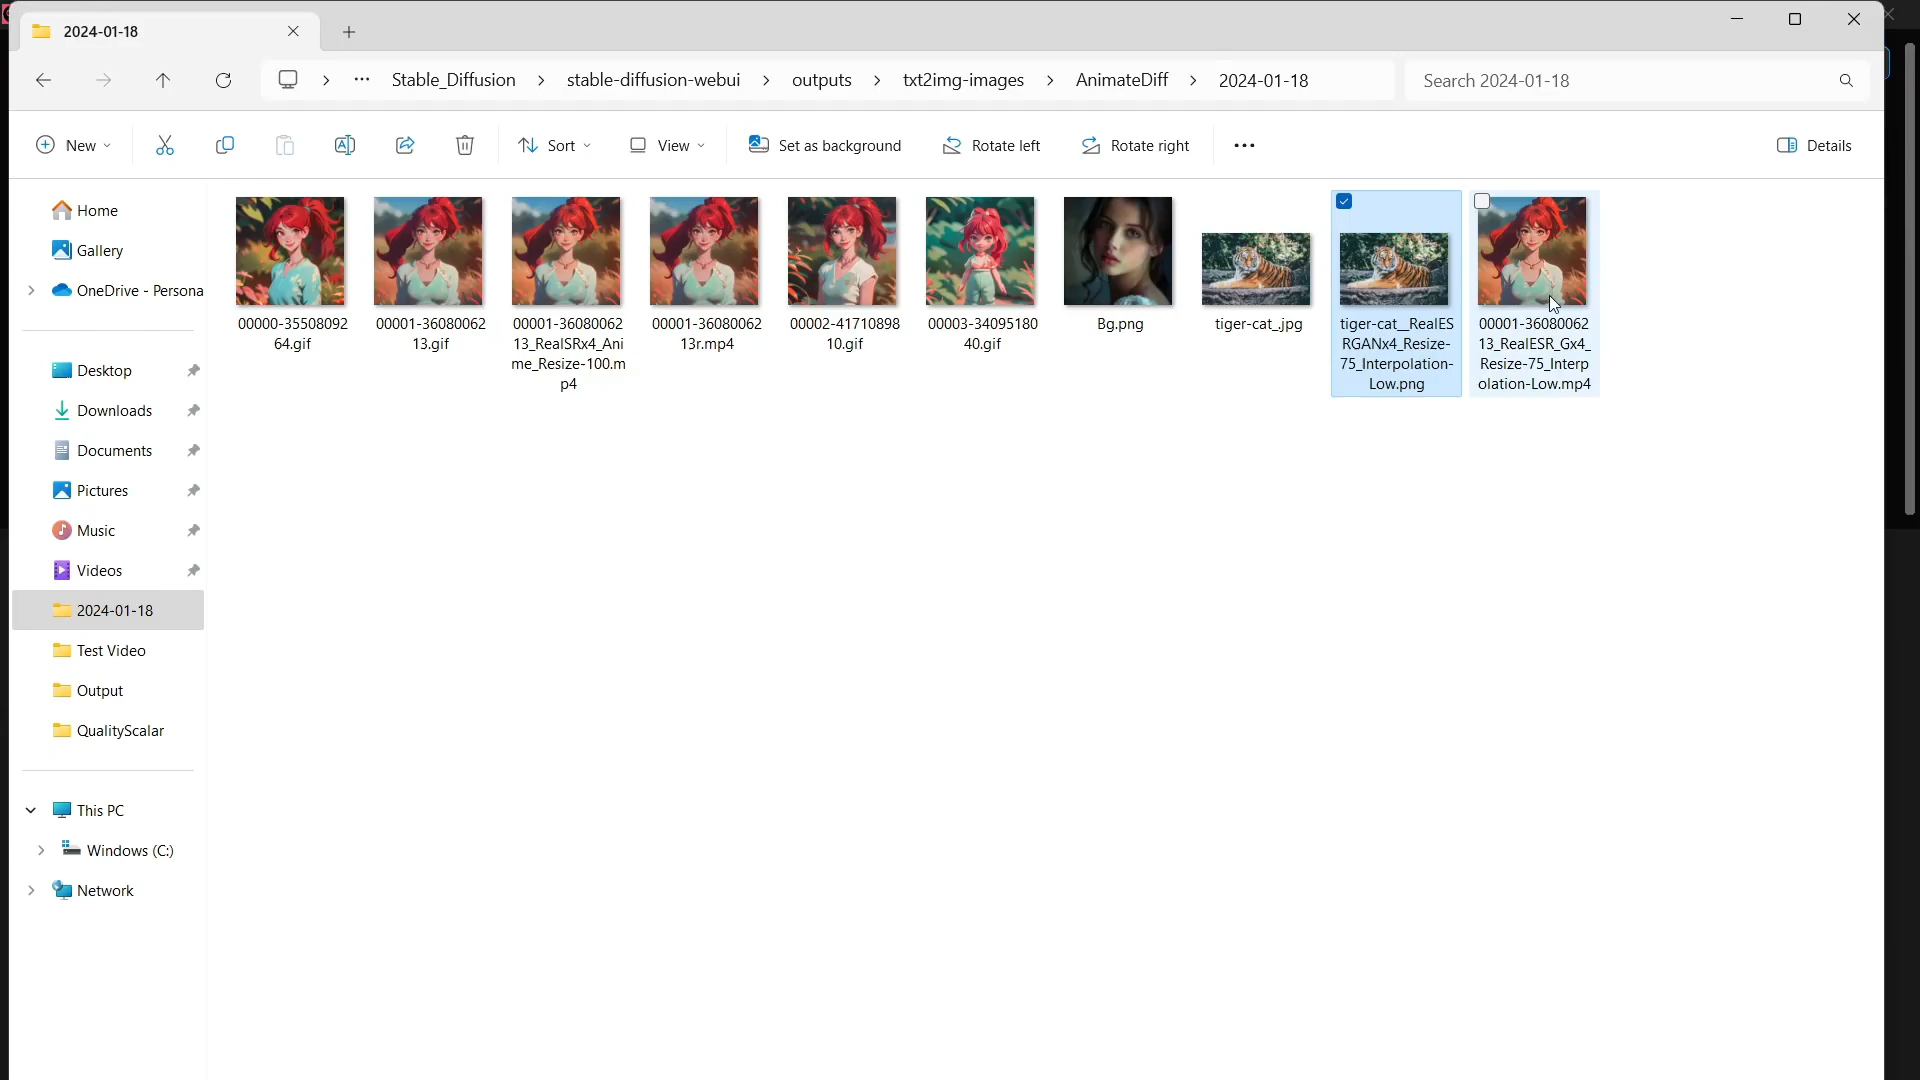 2024-01-18
Stable_Diffusion
stable-diffusion-webui
outputs
txt2img-images
AnimateDiff
2024-01-18
Search 2024-01-18
New
Sort
View
Set as background
Rotate left
Rotate right
Details
Home
Gallery
OneDrive - Persona
Desktop
Downloads
Documents
Pictures
Music
Videos
2024-01-18
Test Video
Output
QualityScalar
This PC
Windows (C:)
Network
00000-35508092
64.gif
00001-36080062
13.gif
00001-36080062
13_RealSRx4_Ani
me_Resize-100.m
p4
00001-36080062
13r.mp4
00002-41710898
10.gif
00003-34095180
40.gif
Bg.png
tiger-cat_.jpg
tiger-cat__RealES
RGANx4_Resize-
75_Interpolation-
Low.png
00001-36080062
13_RealESR_Gx4_
Resize-75_Interp
olation-Low.mp4